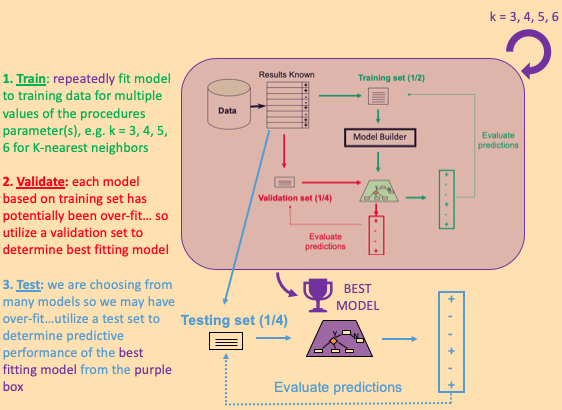 k = 3, 4, 5, 6
1. Train: repeatedly fit model
to training data for multiple
values of the procedures
parameter(s), e.g. k = 3, 4, 5,
6 for K-nearest neighbors
2. Validate: each model
based on training set has
potentially been over-fit... so
utilize a validation set to
determine best fitting model
3. Test: we are choosing from
many models so we may have
over-fit...utilize a test set to
determine predictive
performance of the best
fitting model from the purple
box
Results Known
Training set (1/2)
Data
Model Builder
Evaluate
predictions
Validation set (1/4)
Y
N
+
-
-
+
Evaluate
predictions
+
-
-
BEST
MODEL
Testing set (1/4)
Y
N
+
-
-
+
-
+
Evaluate predictions